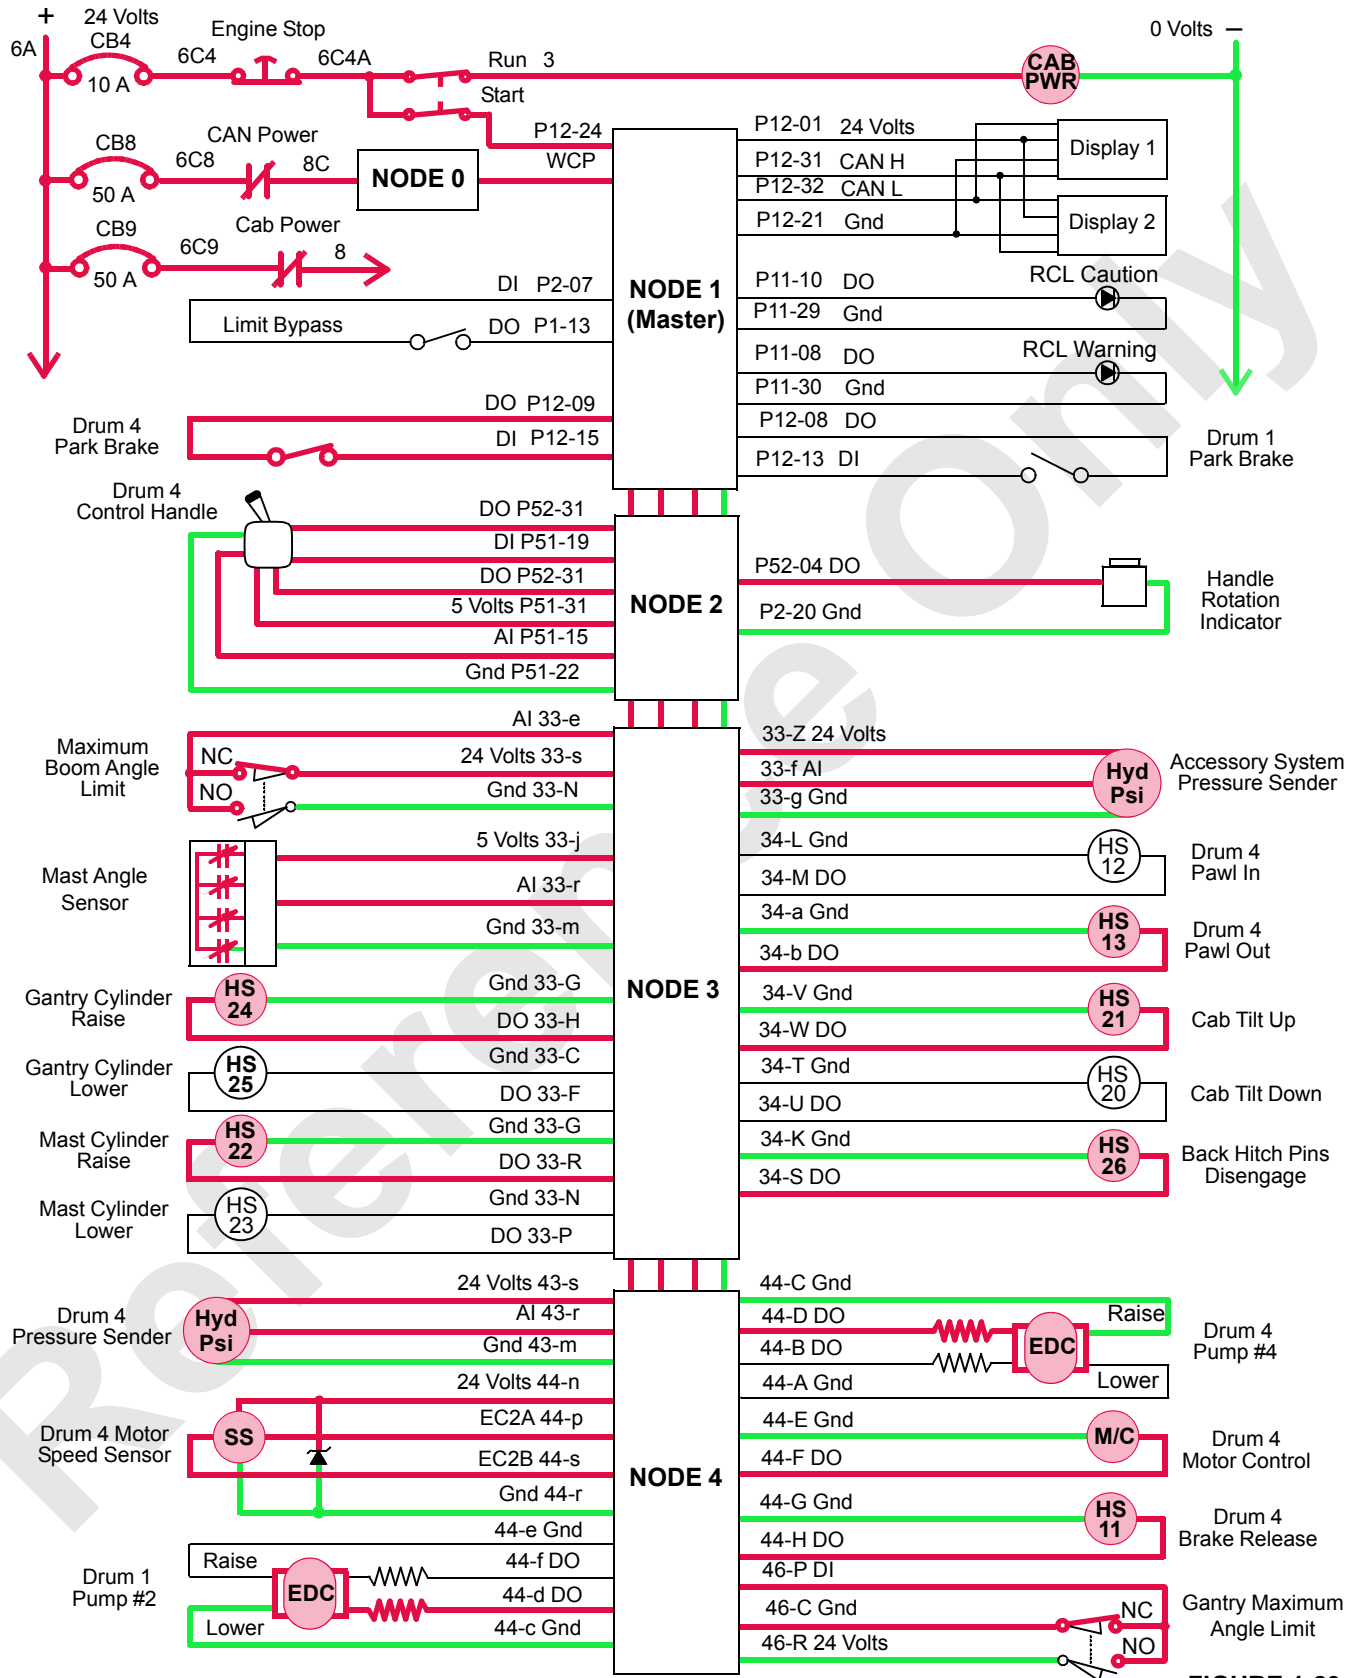 + 24 Volts
0 Volts –
6A
CB4
10 A
6C4
Engine Stop
6C4A
Run 3
Start
CAB
PWR
CB8
50 A
6C8
CAN Power
8C
NODE 0
P12-24
WCP
CB9
50 A
6C9
Cab Power
8
NODE 1
(Master)
DI P2-07
Limit Bypass
DO P1-13
Drum 4
Park Brake
DO P12-09
DI P12-15
P12-01 24 Volts
P12-31 CAN H
P12-32 CAN L
P12-21 Gnd
Display 1
Display 2
P11-10 DO
RCL Caution
P11-29 Gnd
P11-08 DO
RCL Warning
P11-30 Gnd
P12-08 DO
P12-13 DI
Drum 1
Park Brake
Drum 4
Control Handle
DO P52-31
DI P51-19
DO P52-31
5 Volts P51-31
AI P51-15
Gnd P51-22
NODE 2
P52-04 DO
P2-20 Gnd
Handle
Rotation
Indicator
Maximum
Boom Angle
Limit
NC
NO
AI 33-e
24 Volts 33-s
Gnd 33-N
Mast Angle
Sensor
5 Volts 33-j
AI 33-r
Gnd 33-m
Gantry Cylinder
Raise
HS
24
Gnd 33-G
DO 33-H
Gantry Cylinder
Lower
HS
25
Gnd 33-C
DO 33-F
Mast Cylinder
Raise
HS
22
Gnd 33-G
DO 33-R
Mast Cylinder
Lower
HS
23
Gnd 33-N
DO 33-P
NODE 3
33-Z 24 Volts
33-f AI
33-g Gnd
Hyd
Psi
Accessory System
Pressure Sender
34-L Gnd
34-M DO
HS
12
Drum 4
Pawl In
34-a Gnd
34-b DO
HS
13
Drum 4
Pawl Out
34-V Gnd
34-W DO
HS
21
Cab Tilt Up
34-T Gnd
34-U DO
HS
20
Cab Tilt Down
34-K Gnd
34-S DO
HS
26
Back Hitch Pins
Disengage
Drum 4
Pressure Sender
Hyd
Psi
24 Volts 43-s
AI 43-r
Gnd 43-m
Drum 4 Motor
Speed Sensor
SS
24 Volts 44-n
EC2A 44-p
EC2B 44-s
Gnd 44-r
Drum 1
Pump #2
Raise
Lower
EDC
44-e Gnd
44-f DO
44-d DO
44-c Gnd
NODE 4
44-C Gnd
44-D DO
44-B DO
44-A Gnd
EDC
Raise
Lower
Drum 4
Pump #4
44-E Gnd
44-F DO
M/C
Drum 4
Motor Control
44-G Gnd
44-H DO
HS
11
Drum 4
Brake Release
46-P DI
46-C Gnd
46-R 24 Volts
NC
NO
Gantry Maximum
Angle Limit
Reference Only